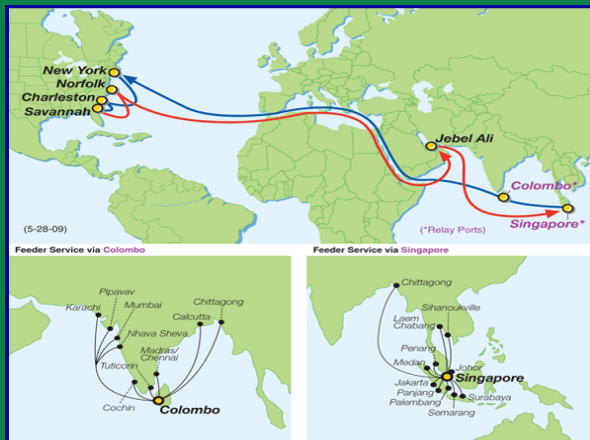 New York
Norfolk
Charleston
Savannah
Jebel Ali
Colombo*
Singapore*
(5-28-09)
(*Relay Ports)
Feeder Service via Colombo
Feeder Service via Singapore
Pipavav
Karachi
Mumbai
Chittagong
Calcutta
Nhava Sheva
Madras/
Chennai
Tuticorin
Cochin
Colombo
Chittagong
Sihanoukville
Laem
Chabang
Penang
Medan
Johor
Singapore
Jakarta
Panjang
Palembang
Surabaya
Semarang